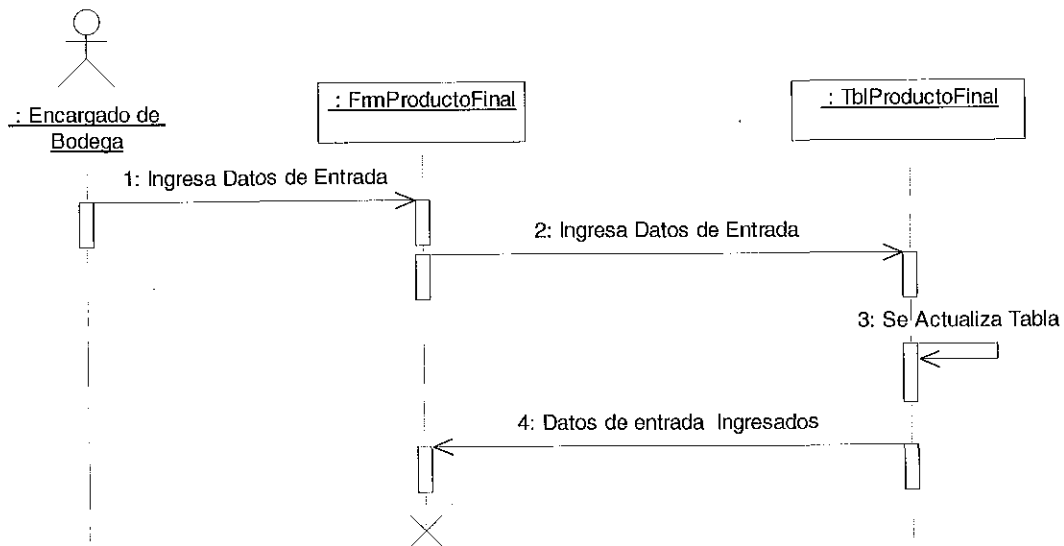 : Encargado de
Bodega
: FrmProductoFinal
: TblProductoFinal
1: Ingresa Datos de Entrada
2: Ingresa Datos de Entrada
3: Se Actualiza Tabla
4: Datos de entrada Ingresados